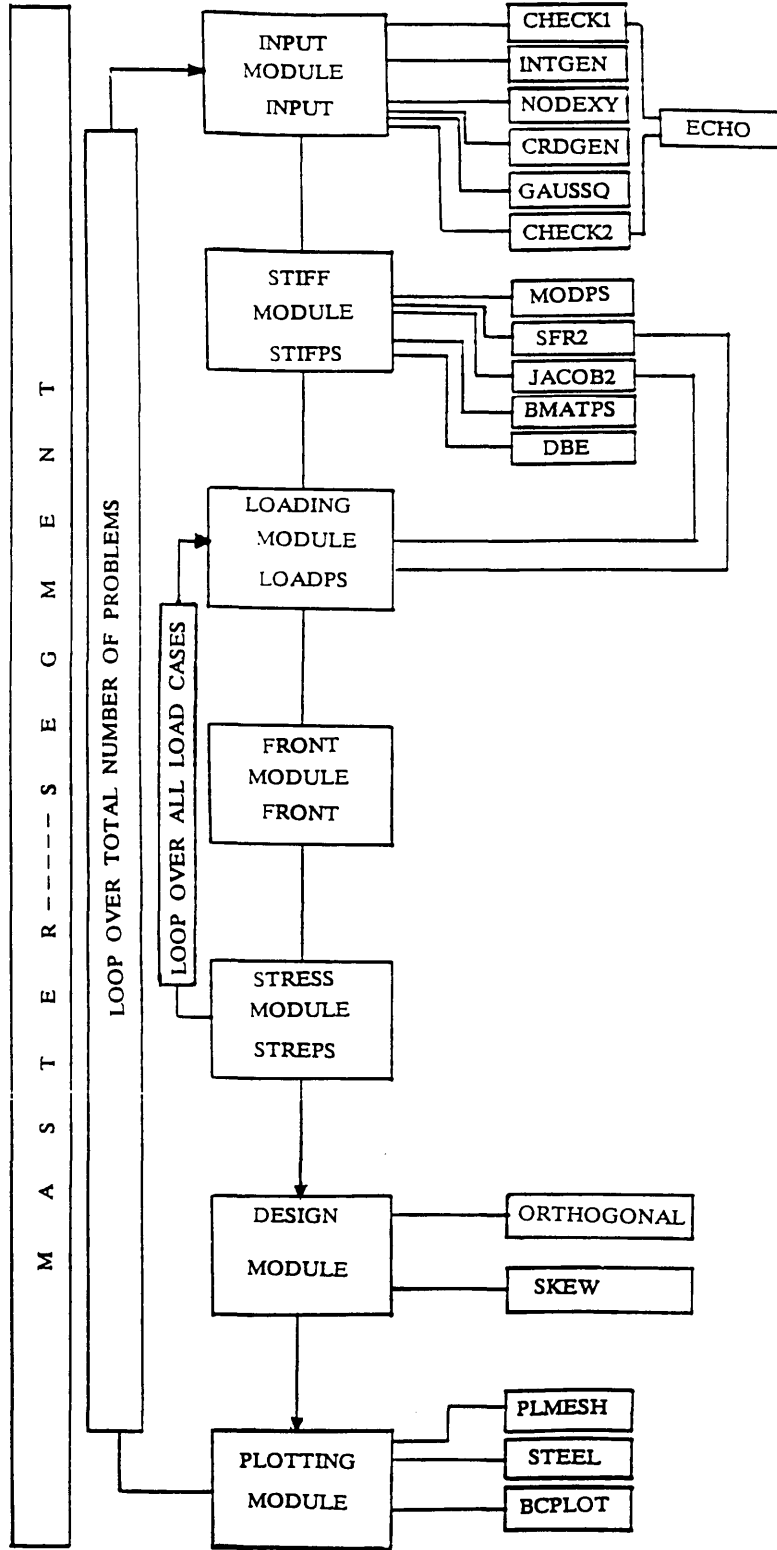 M A S T E R ----- S E G M E N T
LOOP OVER TOTAL NUMBER OF PROBLEMS
LOOP OVER ALL LOAD CASES
INPUT
MODULE
INPUT
CHECK1
INTGEN
NODEXY
CRDGEN
GAUSSQ
CHECK2
ECHO
STIFF
MODULE
STIFPS
MODPS
SFR2
JACOB2
BMATPS
DBE
LOADING
MODULE
LOADPS
FRONT
MODULE
FRONT
STRESS
MODULE
STREPS
DESIGN
MODULE
ORTHOGONAL
SKEW
PLOTTING
MODULE
PLMESH
STEEL
BCPLOT